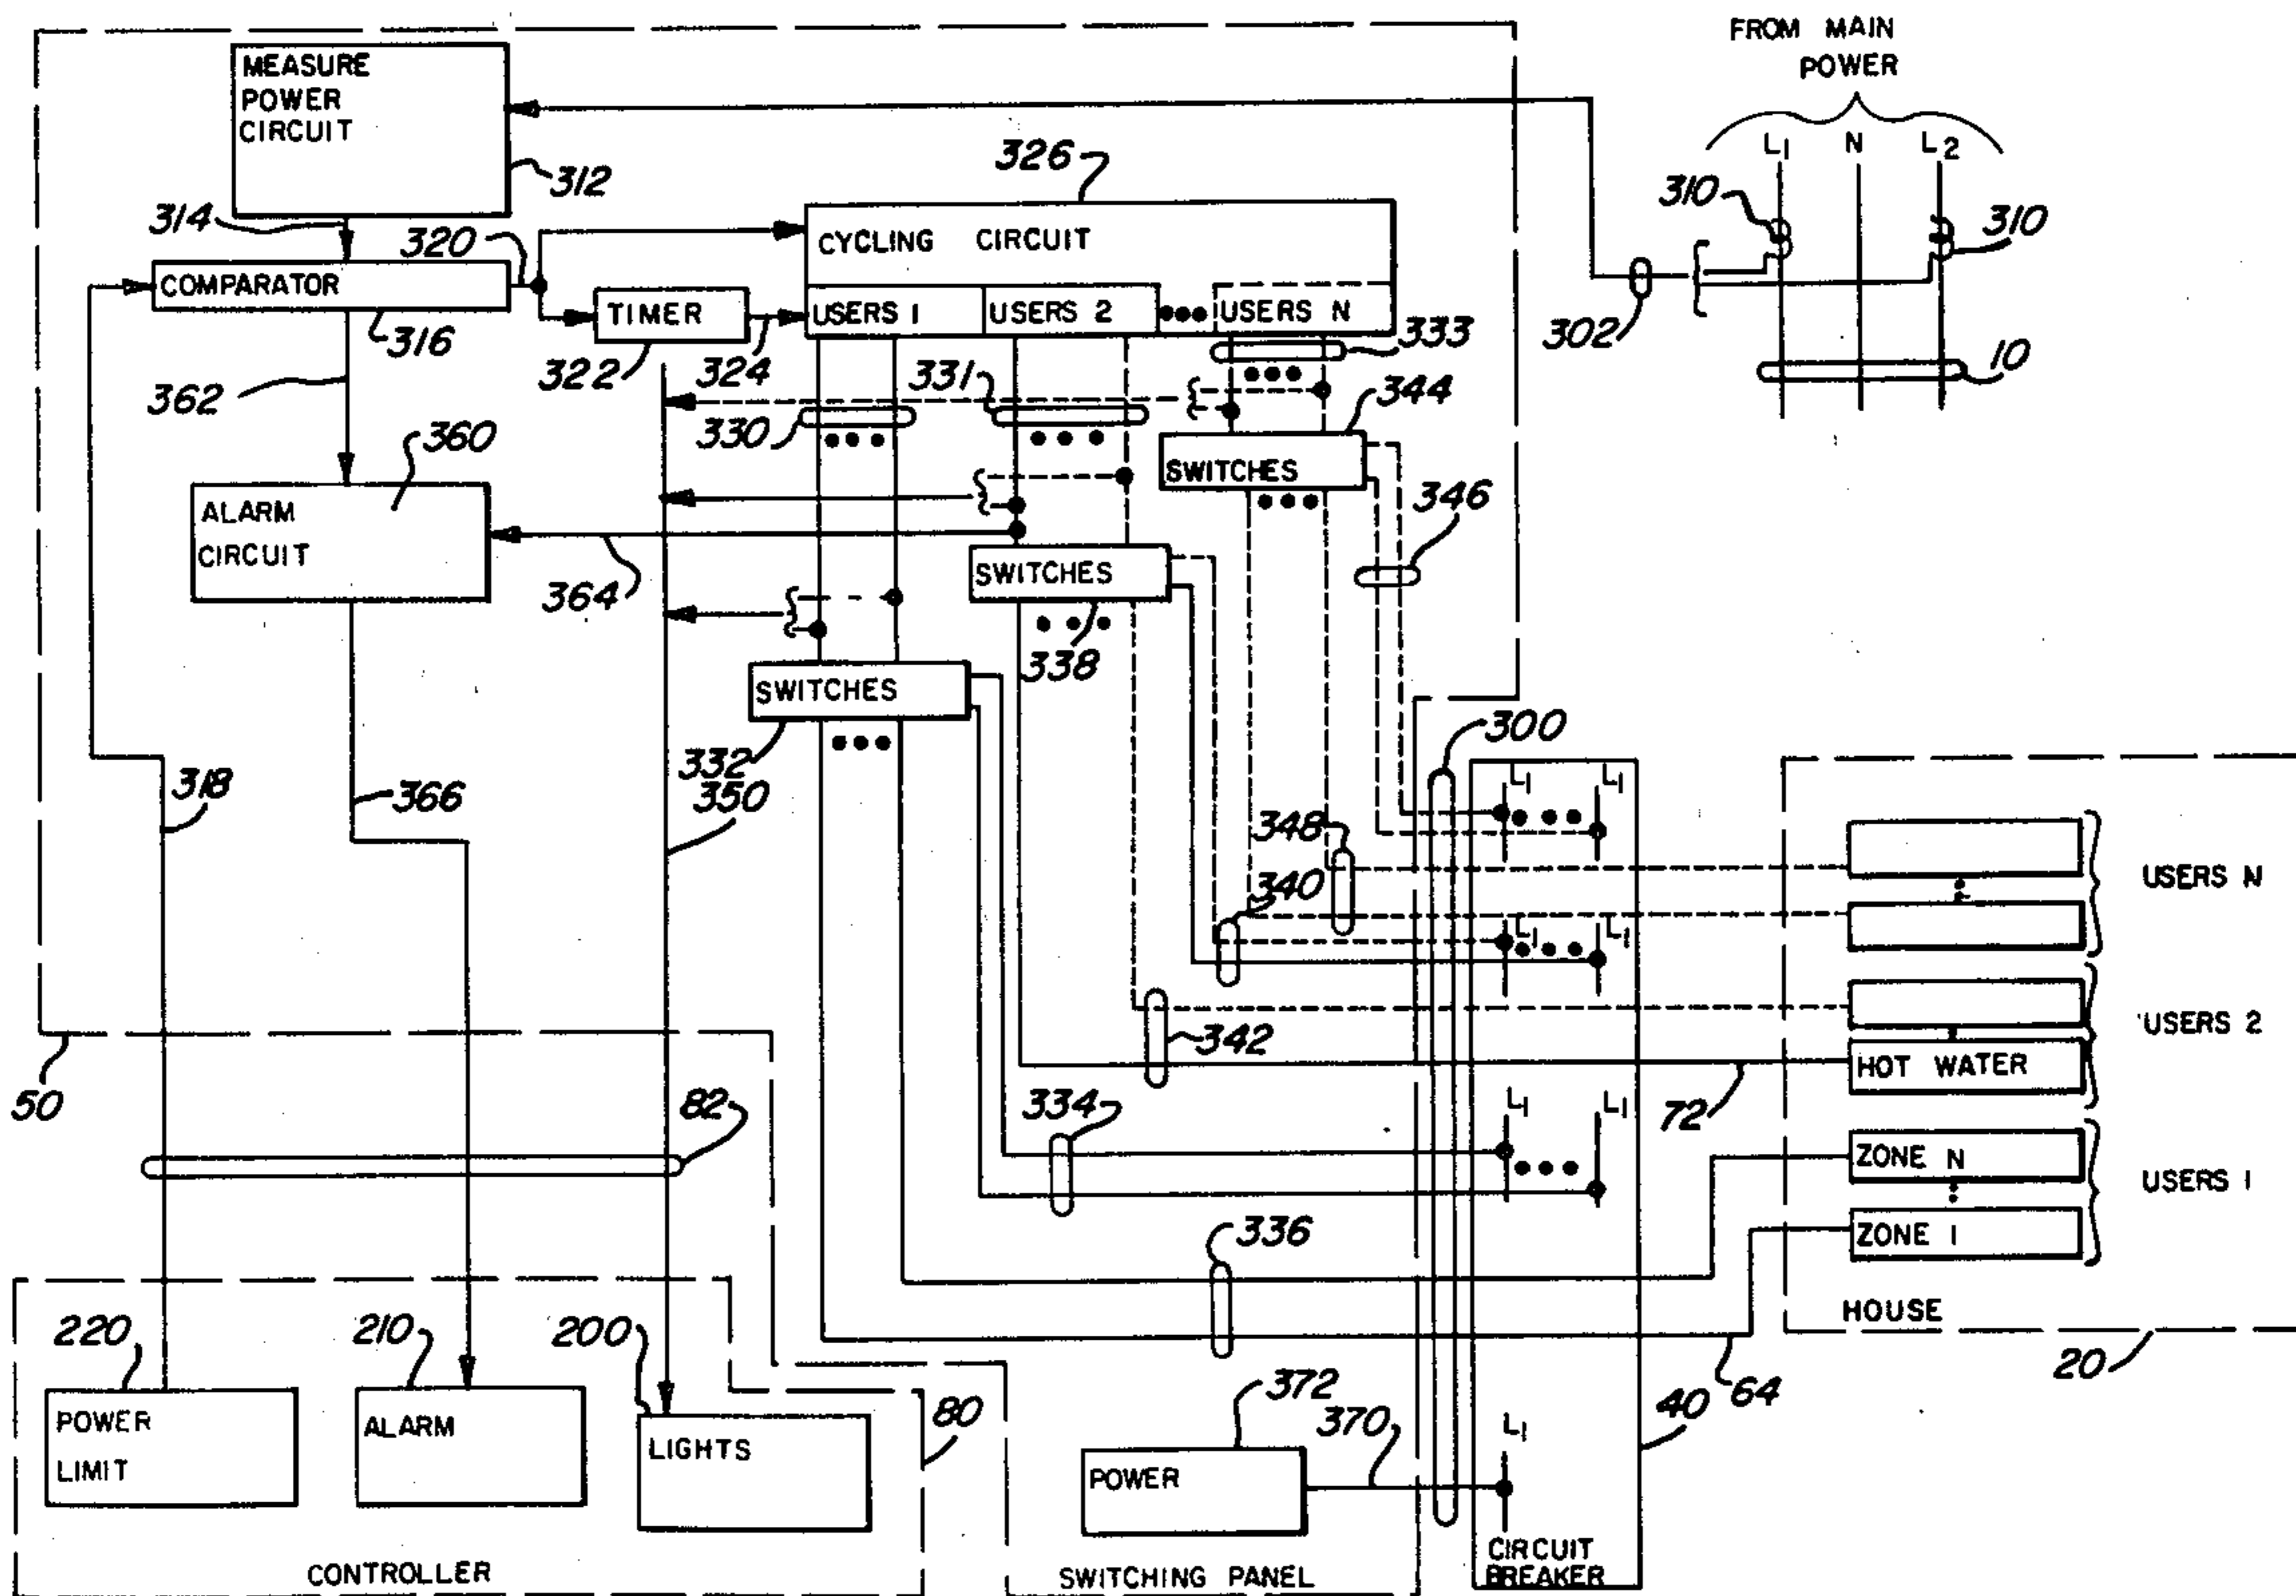 FROM MAIN
POWER
L1 N L2
MEASURE
POWER
CIRCUIT
312
326
310
310
314
320
CYCLING CIRCUIT
COMPARATOR
316
TIMER
322
324
USERS 1
USERS 2
USERS N
333
302
10
362
330
331
344
360
SWITCHES
346
ALARM
CIRCUIT
364
SWITCHES
338
SWITCHES
332
350
300
318
366
L1 L1
348
340
USERS N
L1 L1
342
USERS 2
HOT WATER
72
50
82
334
L1 L1
ZONE N
USERS 1
ZONE 1
336
HOUSE
20
64
40
220
210
200
80
372
370
L1
POWER
LIMIT
ALARM
LIGHTS
POWER
CONTROLLER
SWITCHING PANEL
CIRCUIT
BREAKER